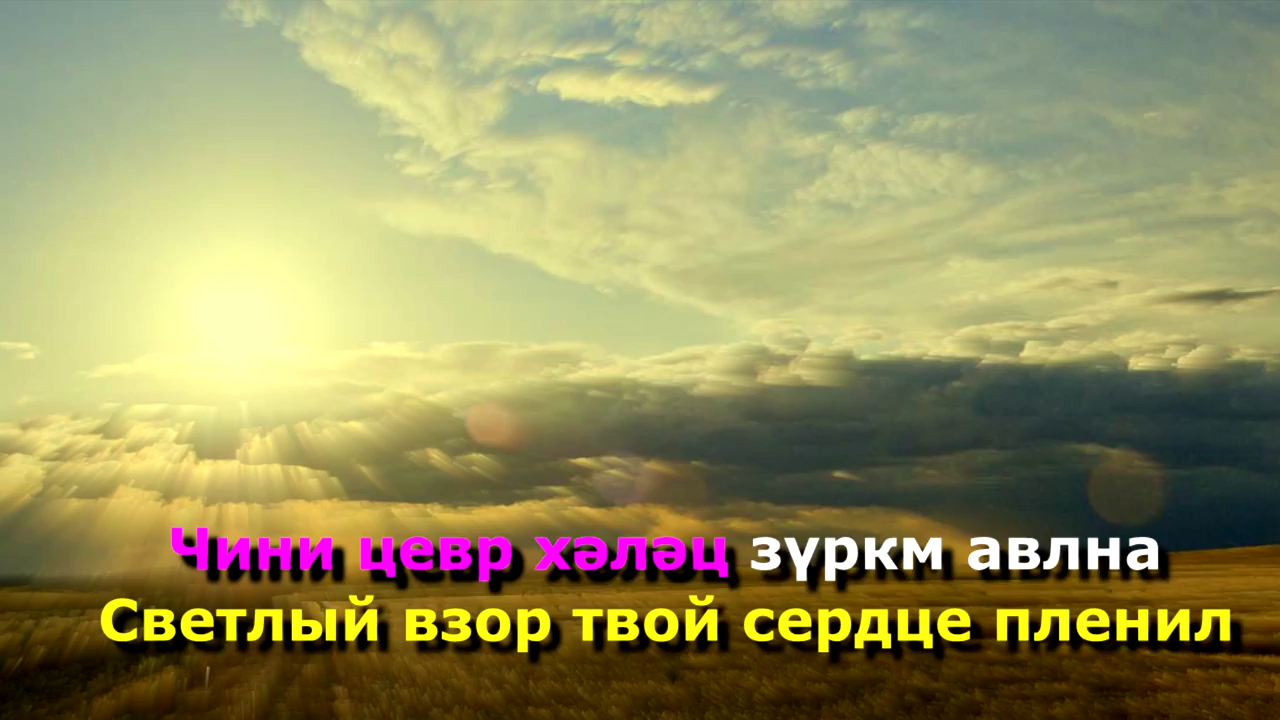 Чини цевр хәләц зүркм авлна
Светлый взор твой сердце пленил